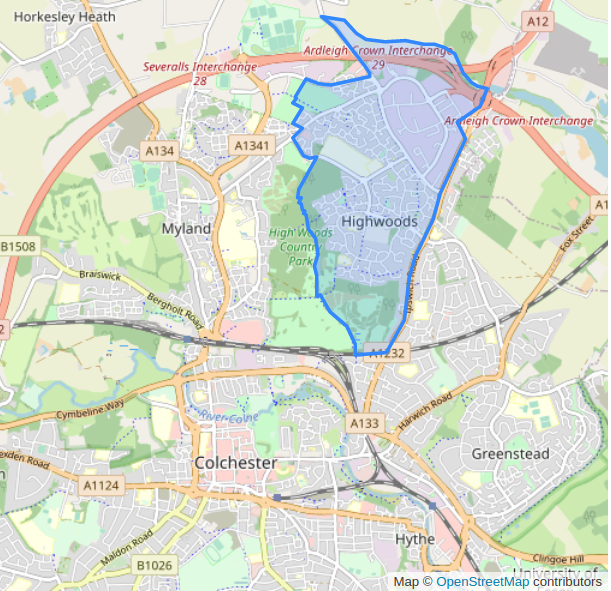 Horkesley Heath
A12
Ardleigh Crown Interchange
29
Severalls Interchange
28
Ardleigh Crown Interchange
A134
A1341
Fox Street
Myland
High Woods
Country
Park
Highwoods
B1508
Braiswick
Bergholt Road
Harwich Road
A1232
Cymbeline Way
River Colne
A133
Harwich Road
Colchester
Greenstead
A1124
Maldon Road
Hythe
B1026
Clingoe Hill
University of
Map © OpenStreetMap contributors